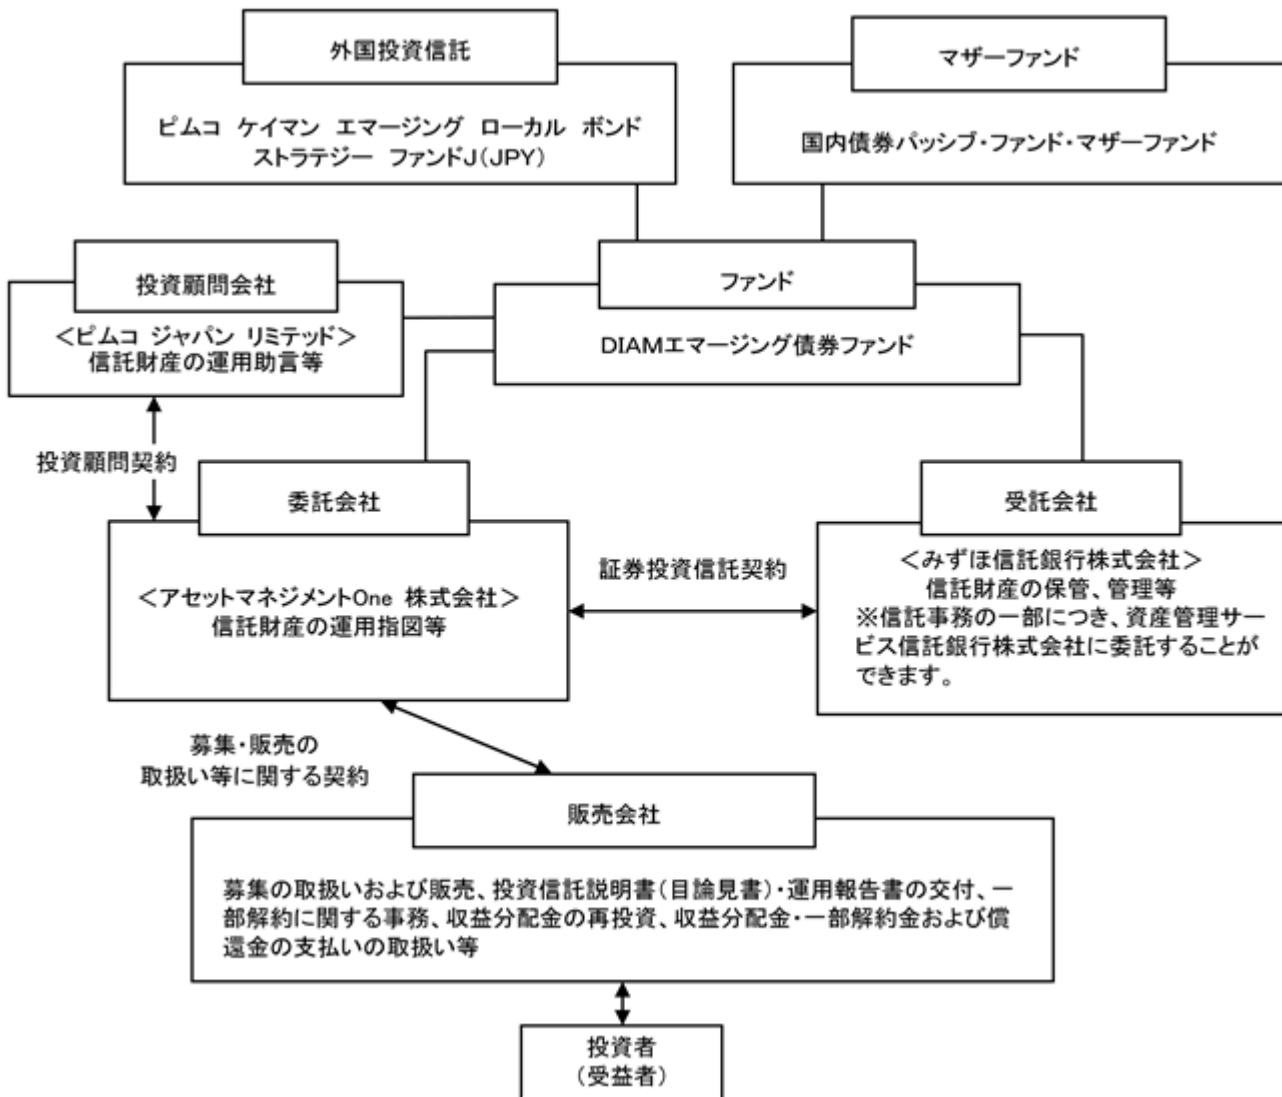 外国投資信託
ピムコ ケイマン エマージング ローカル ボンド
ストラテジー ファンドJ(JPY)
マザーファンド
国内債券パッシブ・ファンド・マザーファンド
ファンド
DIAMエマージング債券ファンド
投資顧問会社
<ピムコ ジャパン リミテッド>
信託財産の運用助言等
投資顧問契約
委託会社
<アセットマネジメントOne 株式会社>
信託財産の運用指図等
証券投資信託契約
受託会社
<みずほ信託銀行株式会社>
信託財産の保管、管理等
※信託事務の一部につき、資産管理サー
ビス信託銀行株式会社に委託することが
できます。
募集・販売の
取扱い等に関する契約
販売会社
募集の取扱いおよび販売、投資信託説明書(目論見書)・運用報告書の交付、一
部解約に関する事務、収益分配金の再投資、収益分配金・一部解約金および償
還金の支払いの取扱い等
投資者
(受益者)